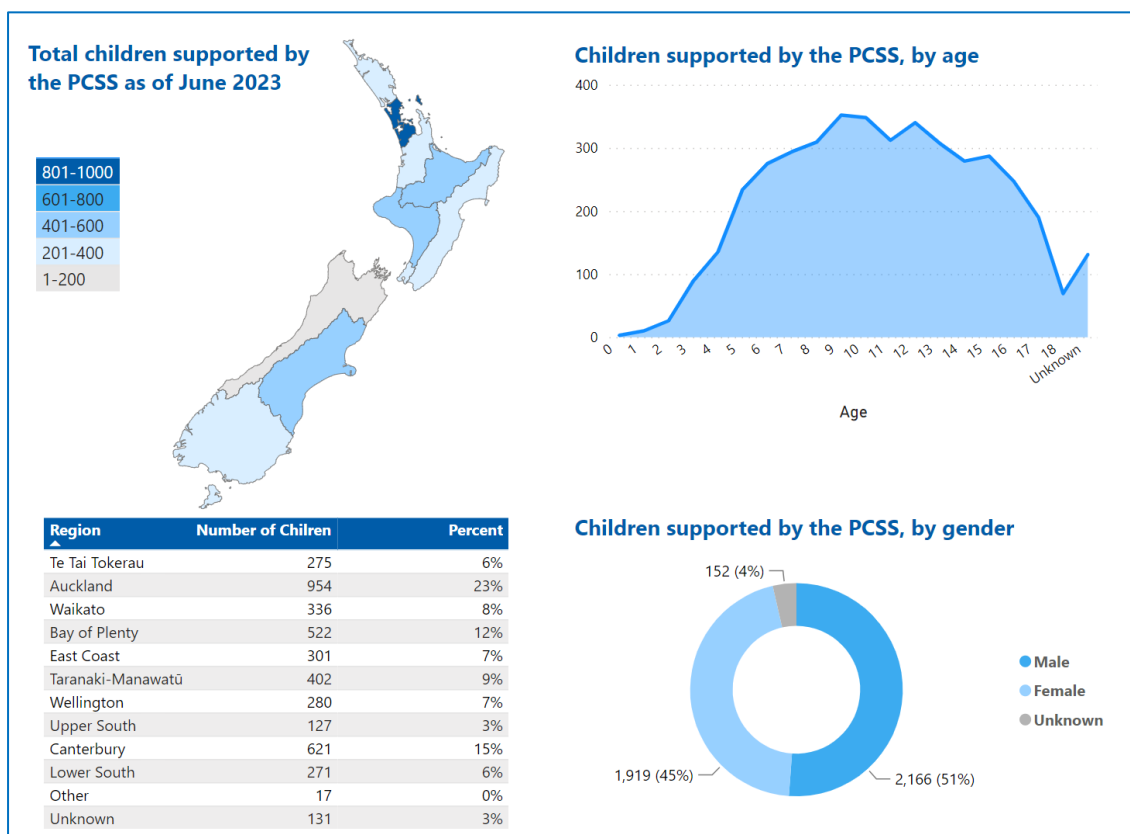 Total children supported by
the PCSS as of June 2023
801-1000
601-800
401-600
201-400
1-200
Children supported by the PCSS, by age
400
300
200
100
0
0 1 2 3 4 5 6 7 8 9 10 11 12 13 14 15 16 17 18 Unknown
Age
Region Number of Chilren Percent
Te Tai Tokerau 275 6%
Auckland 954 23%
Waikato 336 8%
Bay of Plenty 522 12%
East Coast 301 7%
Taranaki-Manawatū 402 9%
Wellington 280 7%
Upper South 127 3%
Canterbury 621 15%
Lower South 271 6%
Other 17 0%
Unknown 131 3%
Children supported by the PCSS, by gender
152 (4%)
1,919 (45%)
2,166 (51%)
Male
Female
Unknown